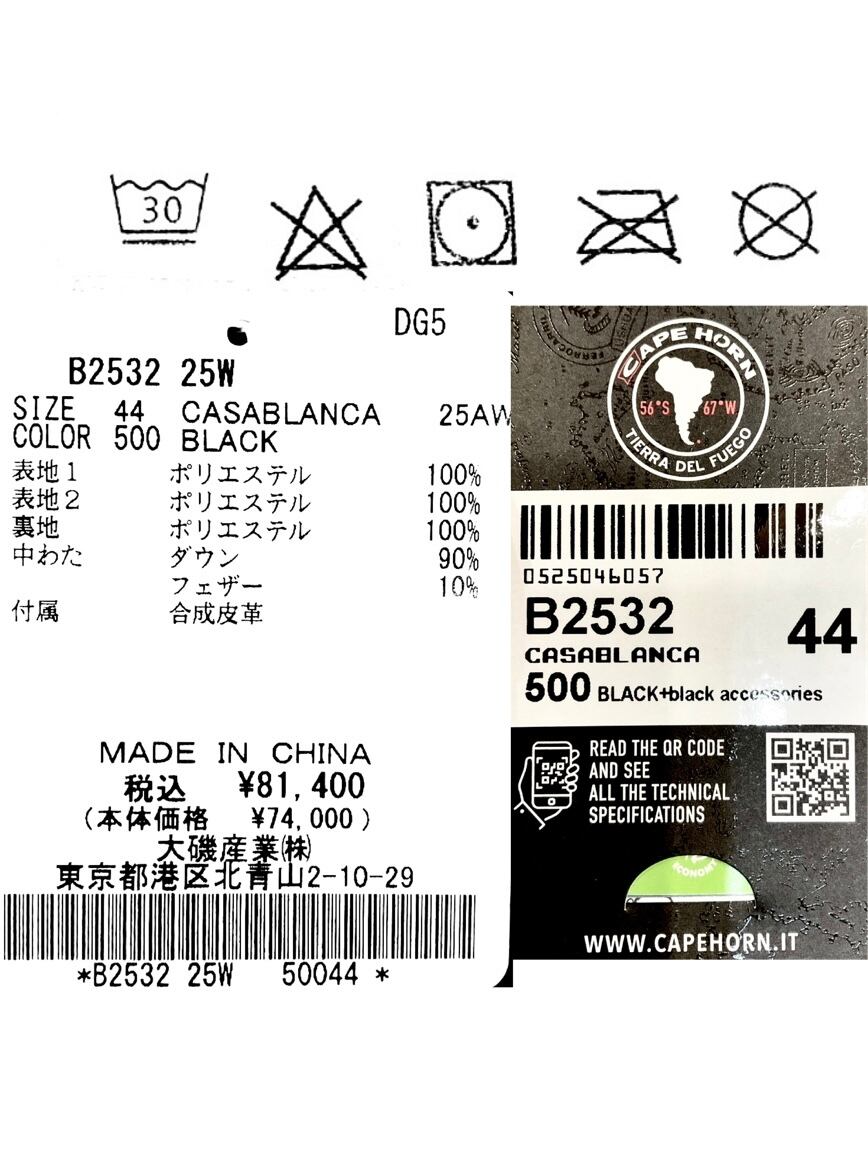 30
DG5
B2532 25W
SIZE 44 CASABLANCA 25AW
COLOR 500 BLACK
表地1 ポリエステル 100%
表地2 ポリエステル 100%
裏地 ポリエステル 100%
中わた ダウン 90%
フェザー 10%
付属 合成皮革
MADE IN CHINA
税込 ¥81,400
(本体価格 ¥74,000)
大磯産業㈱
東京都港区北青山2-10-29
*B2532 25W 50044 *
FERROCARRIL
CAPE HORN
56°S 67°W
TIERRA DEL FUEGO
0525046057
B2532 44
CASABLANCA
500 BLACK+black accessories
READ THE QR CODE
AND SEE
ALL THE TECHNICAL
SPECIFICATIONS
ECONOMY
WWW.CAPEHORN.IT